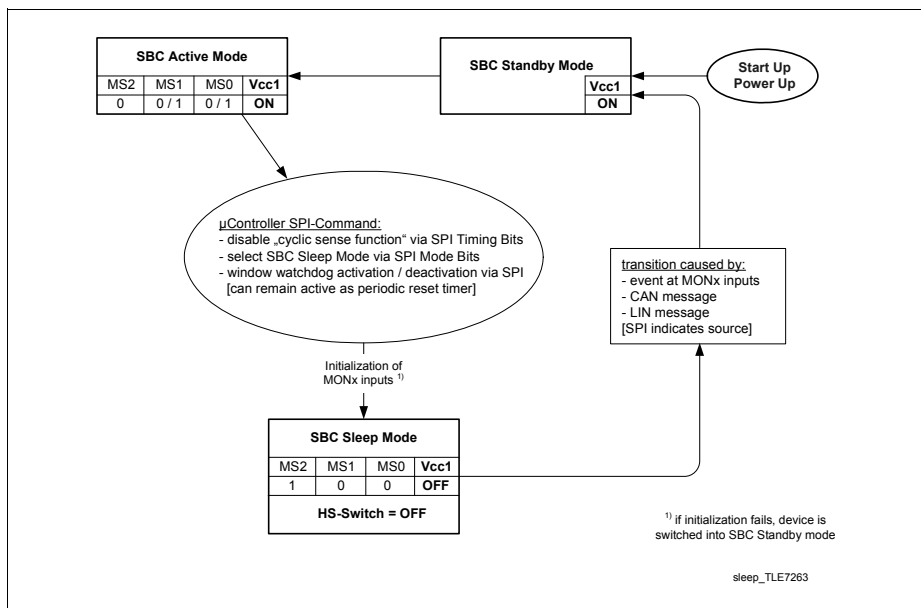 SBC Active Mode
MS2 MS1 MS0 Vcc1
0 0 / 1 0 / 1 ON
SBC Standby Mode
Vcc1
ON
Start Up
Power Up
µController SPI-Command:
- disable „cyclic sense function“ via SPI Timing Bits
- select SBC Sleep Mode via SPI Mode Bits
- window watchdog activation / deactivation via SPI
[can remain active as periodic reset timer]
transition caused by:
- event at MONx inputs
- CAN message
- LIN message
[SPI indicates source]
Initialization of
MONx inputs 1)
SBC Sleep Mode
MS2 MS1 MS0 Vcc1
1 0 0 OFF
HS-Switch = OFF
1) if initialization fails, device is
switched into SBC Standby mode
sleep_TLE7263